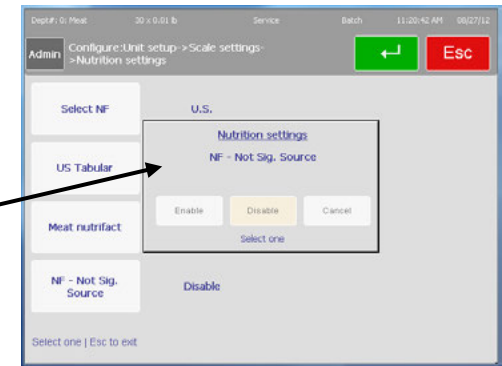 Dept#: 0: Meat 30 x 0.01 lb Service Batch 11:20:42 AM 08/27/12
Admin
Configure:Unit setup->Scale settings-
>Nutrition settings
Esc
Select NF U.S.
US Tabular
Meat nutrifact
NF - Not Sig.
Source
Disable
Nutrition settings
NF - Not Sig. Source
Enable Disable Cancel
Select one
Select one | Esc to exit